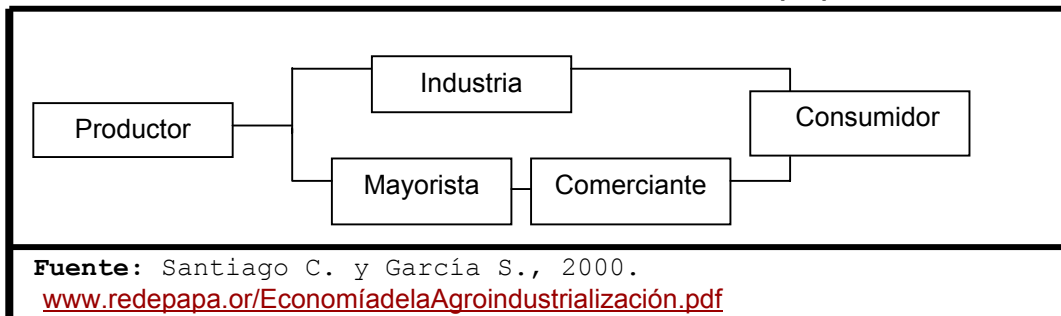 Industria
Productor
Consumidor
Mayorista
Comerciante
Fuente: Santiago C. y García S., 2000.
www.redepapa.or/EconomíadelaAgroindustrialización.pdf